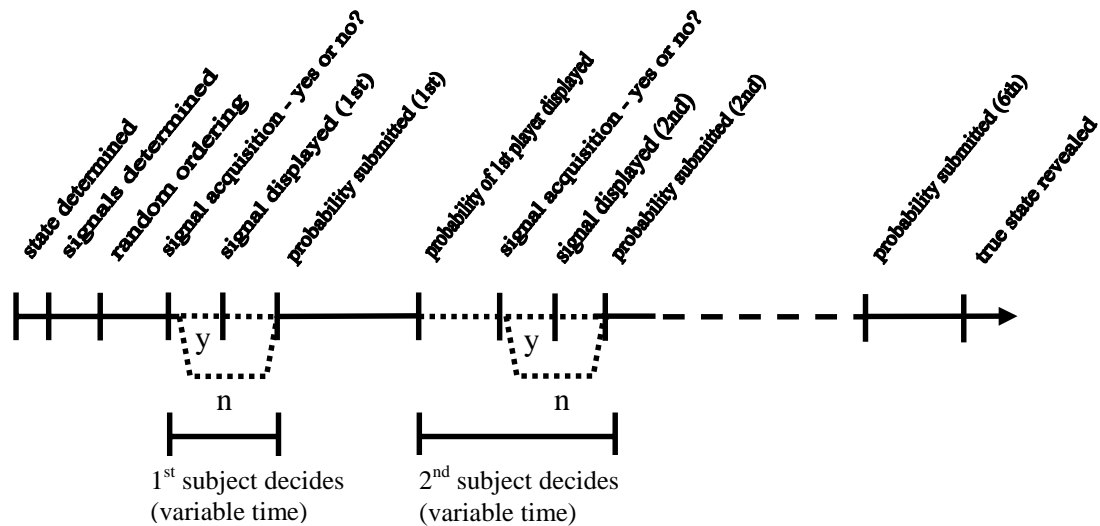 state determined
signals determined
random ordering
signal acquisition - yes or no?
signal displayed (1st)
probability submitted (1st)
probability of 1st player displayed
signal acquisition - yes or no?
signal displayed (2nd)
probability submitted (2nd)
probability submitted (6th)
true state revealed
y
n
y
n
1st subject decides
(variable time)
2nd subject decides
(variable time)